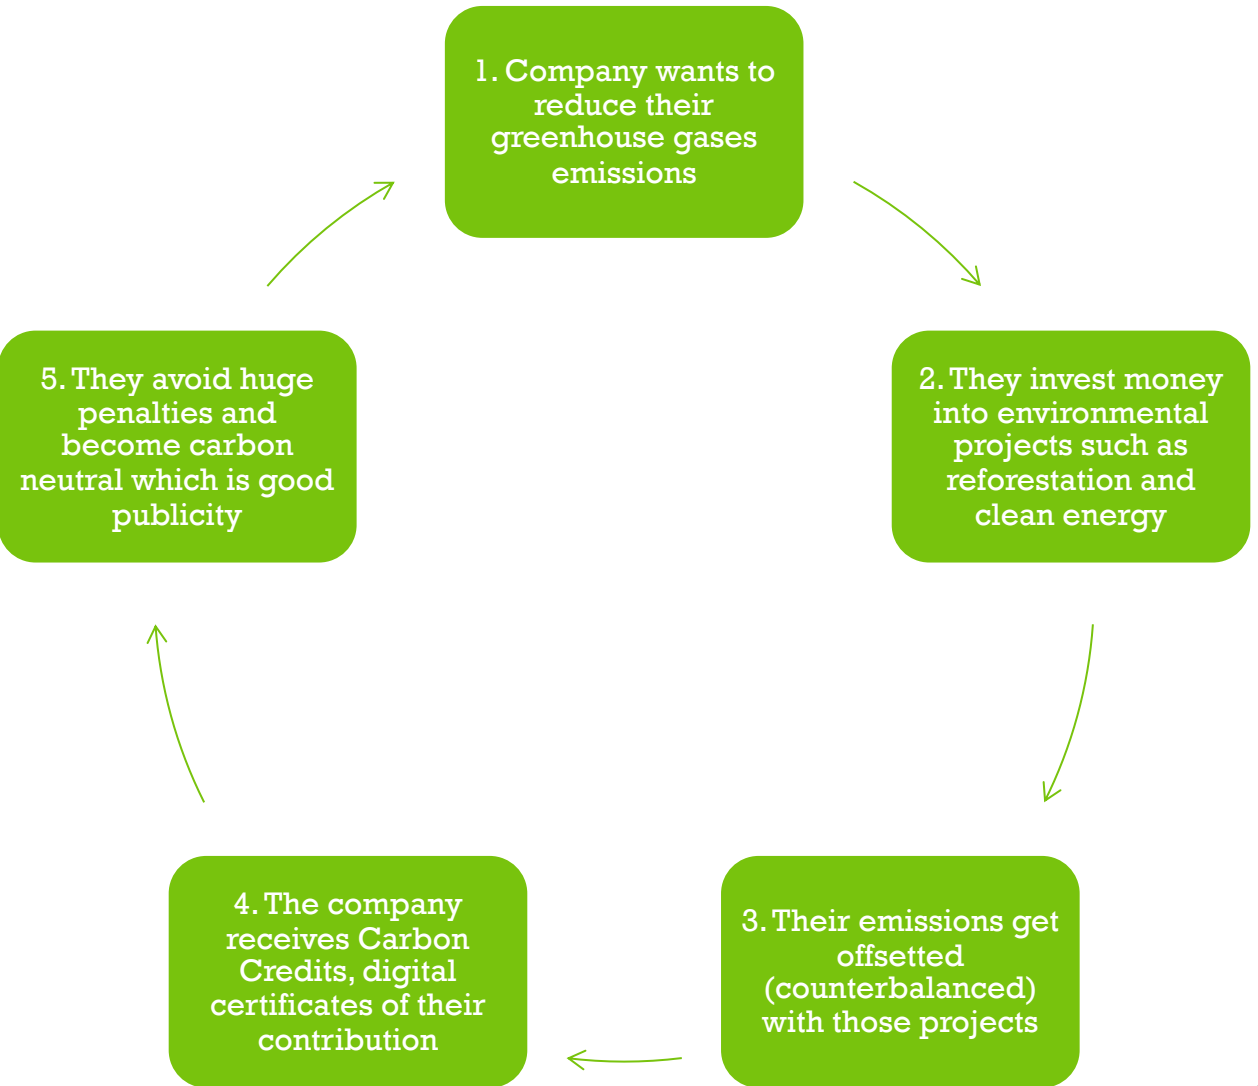 1. Company wants to
reduce their
greenhouse gases
emissions
2. They invest money
into environmental
projects such as
reforestation and
clean energy
3. Their emissions get
offsetted
(counterbalanced)
with those projects
4. The company
receives Carbon
Credits, digital
certificates of their
contribution
5. They avoid huge
penalties and
become carbon
neutral which is good
publicity